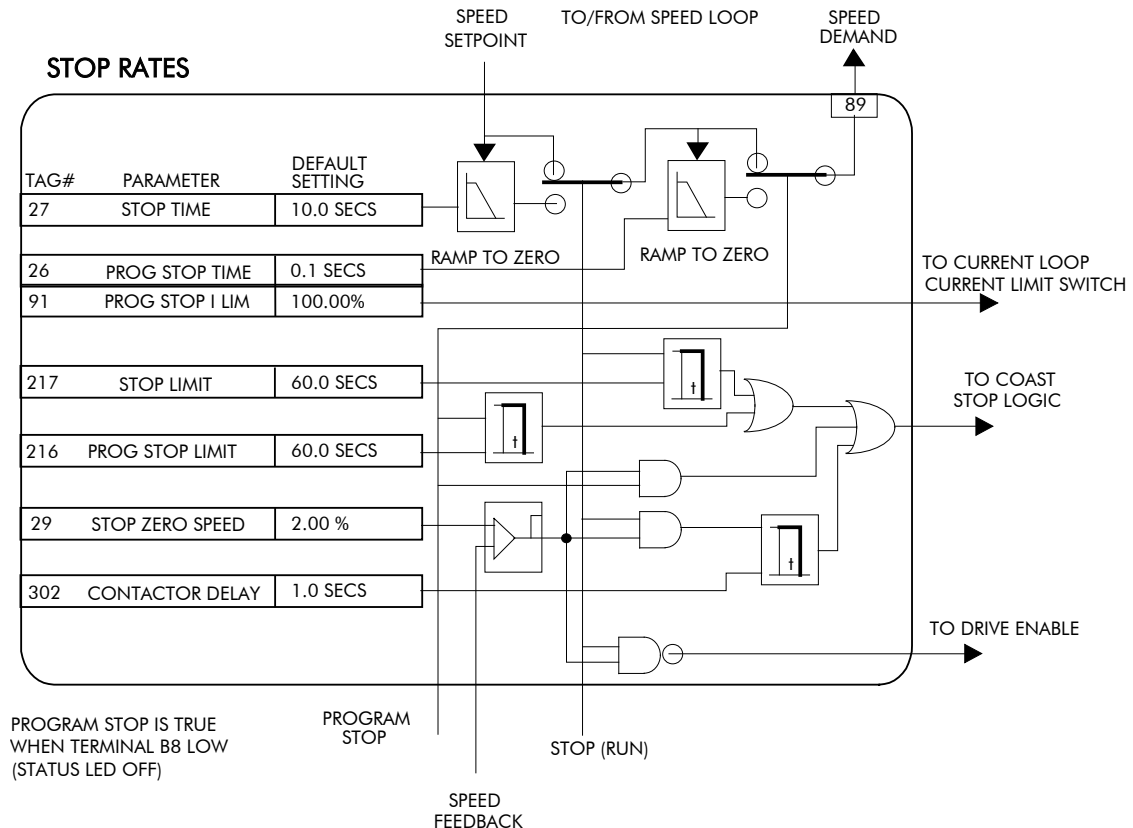 SPEED
SETPOINT
TO/FROM SPEED LOOP
SPEED
DEMAND
STOP RATES
89
TAG# PARAMETER DEFAULT
SETTING
27 STOP TIME 10.0 SECS
RAMP TO ZERO RAMP TO ZERO
26 PROG STOP TIME 0.1 SECS
91 PROG STOP I LIM 100.00%
TO CURRENT LOOP
CURRENT LIMIT SWITCH
217 STOP LIMIT 60.0 SECS
t
TO COAST
STOP LOGIC
216 PROG STOP LIMIT 60.0 SECS
t
29 STOP ZERO SPEED 2.00 %
302 CONTACTOR DELAY 1.0 SECS
t
TO DRIVE ENABLE
PROGRAM STOP IS TRUE
WHEN TERMINAL B8 LOW
(STATUS LED OFF)
PROGRAM
STOP
STOP (RUN)
SPEED
FEEDBACK